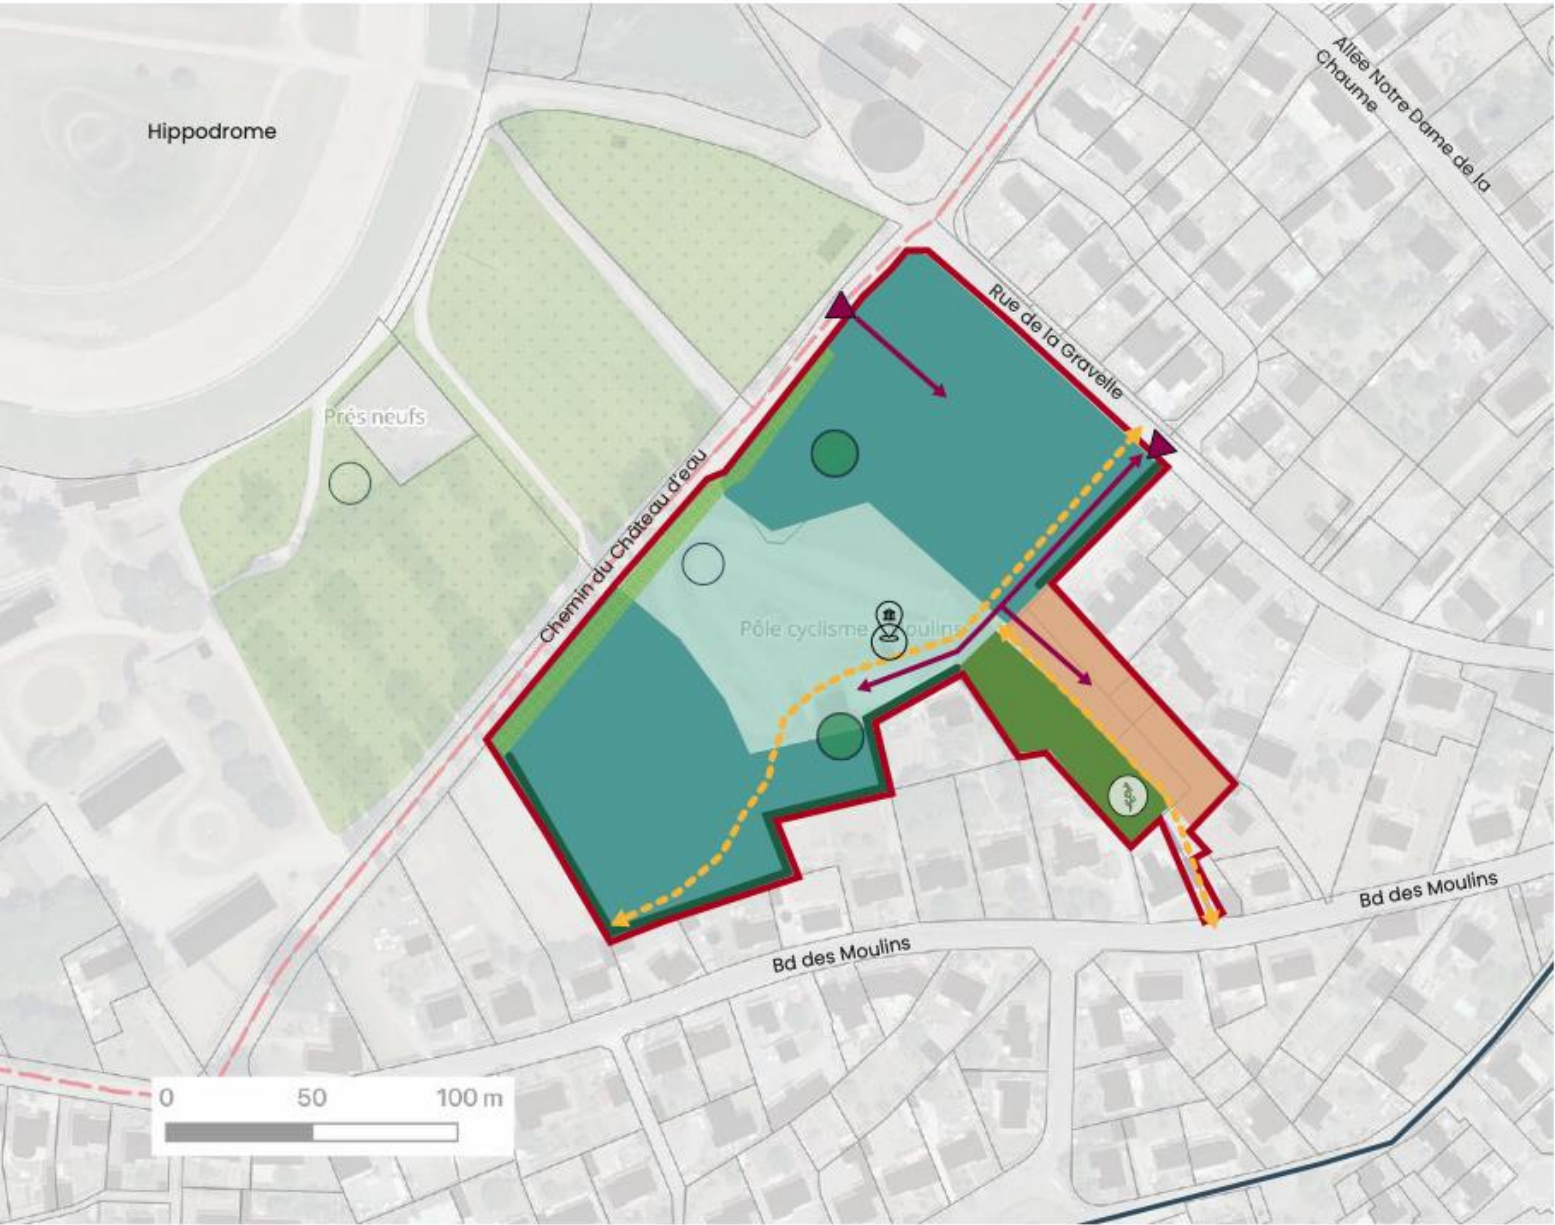 Allée Notre Dame de la
Chaume
Hippodrome
Rue de la Gravelle
Prés neufs
Chemin du Château d'eau
Pôle cyclisme
Moulins
Bd des Moulins
Bd des Moulins
0 50 100 m